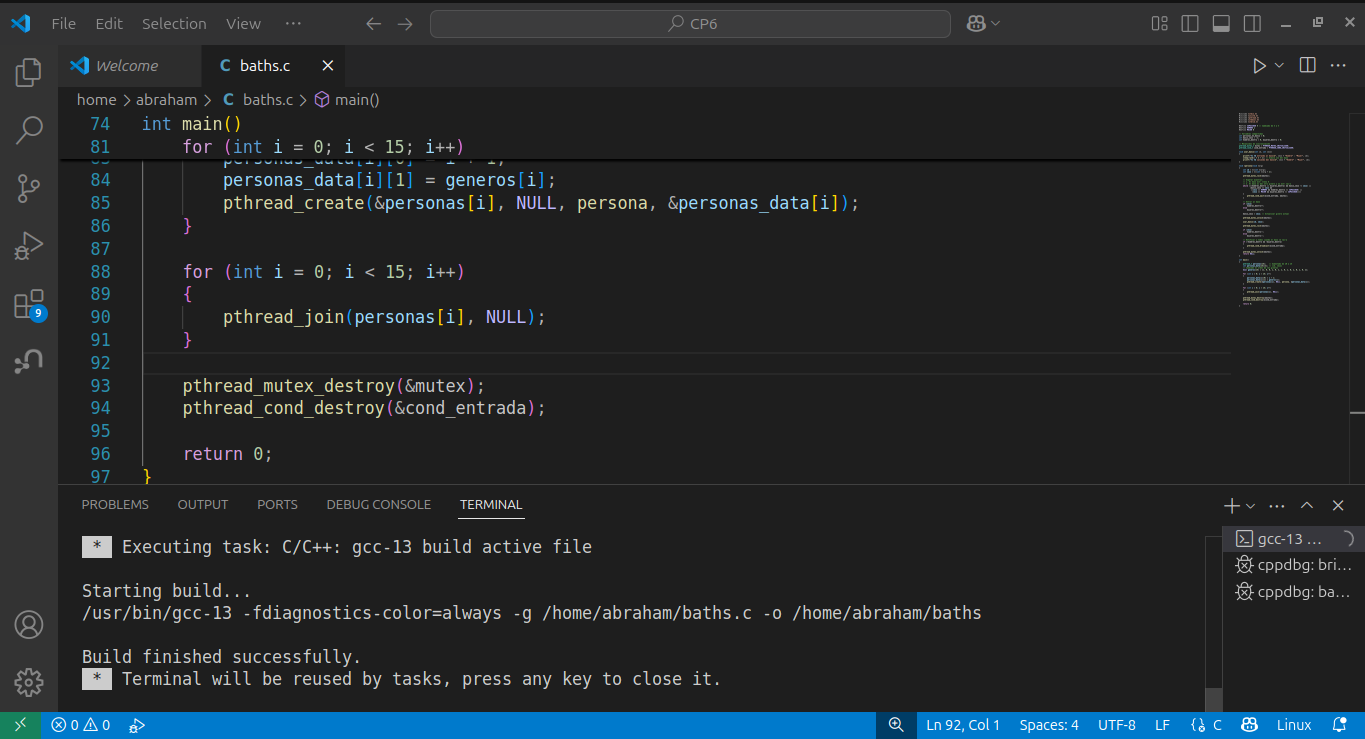 File Edit Selection View ··· CP6
Welcome C baths.c
home > abraham > C baths.c > main()
74 int main()
81 for (int i = 0; i < 15; i++)
83 personas_data[i][0] = i + 1;
84 personas_data[i][1] = generos[i];
85 pthread_create(&personas[i], NULL, persona, &personas_data[i]);
86 }
87
88 for (int i = 0; i < 15; i++)
89 {
90 pthread_join(personas[i], NULL);
91 }
92
93 pthread_mutex_destroy(&mutex);
94 pthread_cond_destroy(&cond_entrada);
95
96 return 0;
97 }
9
PROBLEMS OUTPUT PORTS DEBUG CONSOLE TERMINAL
* Executing task: C/C++: gcc-13 build active file
Starting build...
/usr/bin/gcc-13 -fdiagnostics-color=always -g /home/abraham/baths.c -o /home/abraham/baths
Build finished successfully.
* Terminal will be reused by tasks, press any key to close it.
gcc-13 ...
cppdbg: bri...
cppdbg: ba...
0 0 Ln 92, Col 1 Spaces: 4 UTF-8 LF {} C Linux